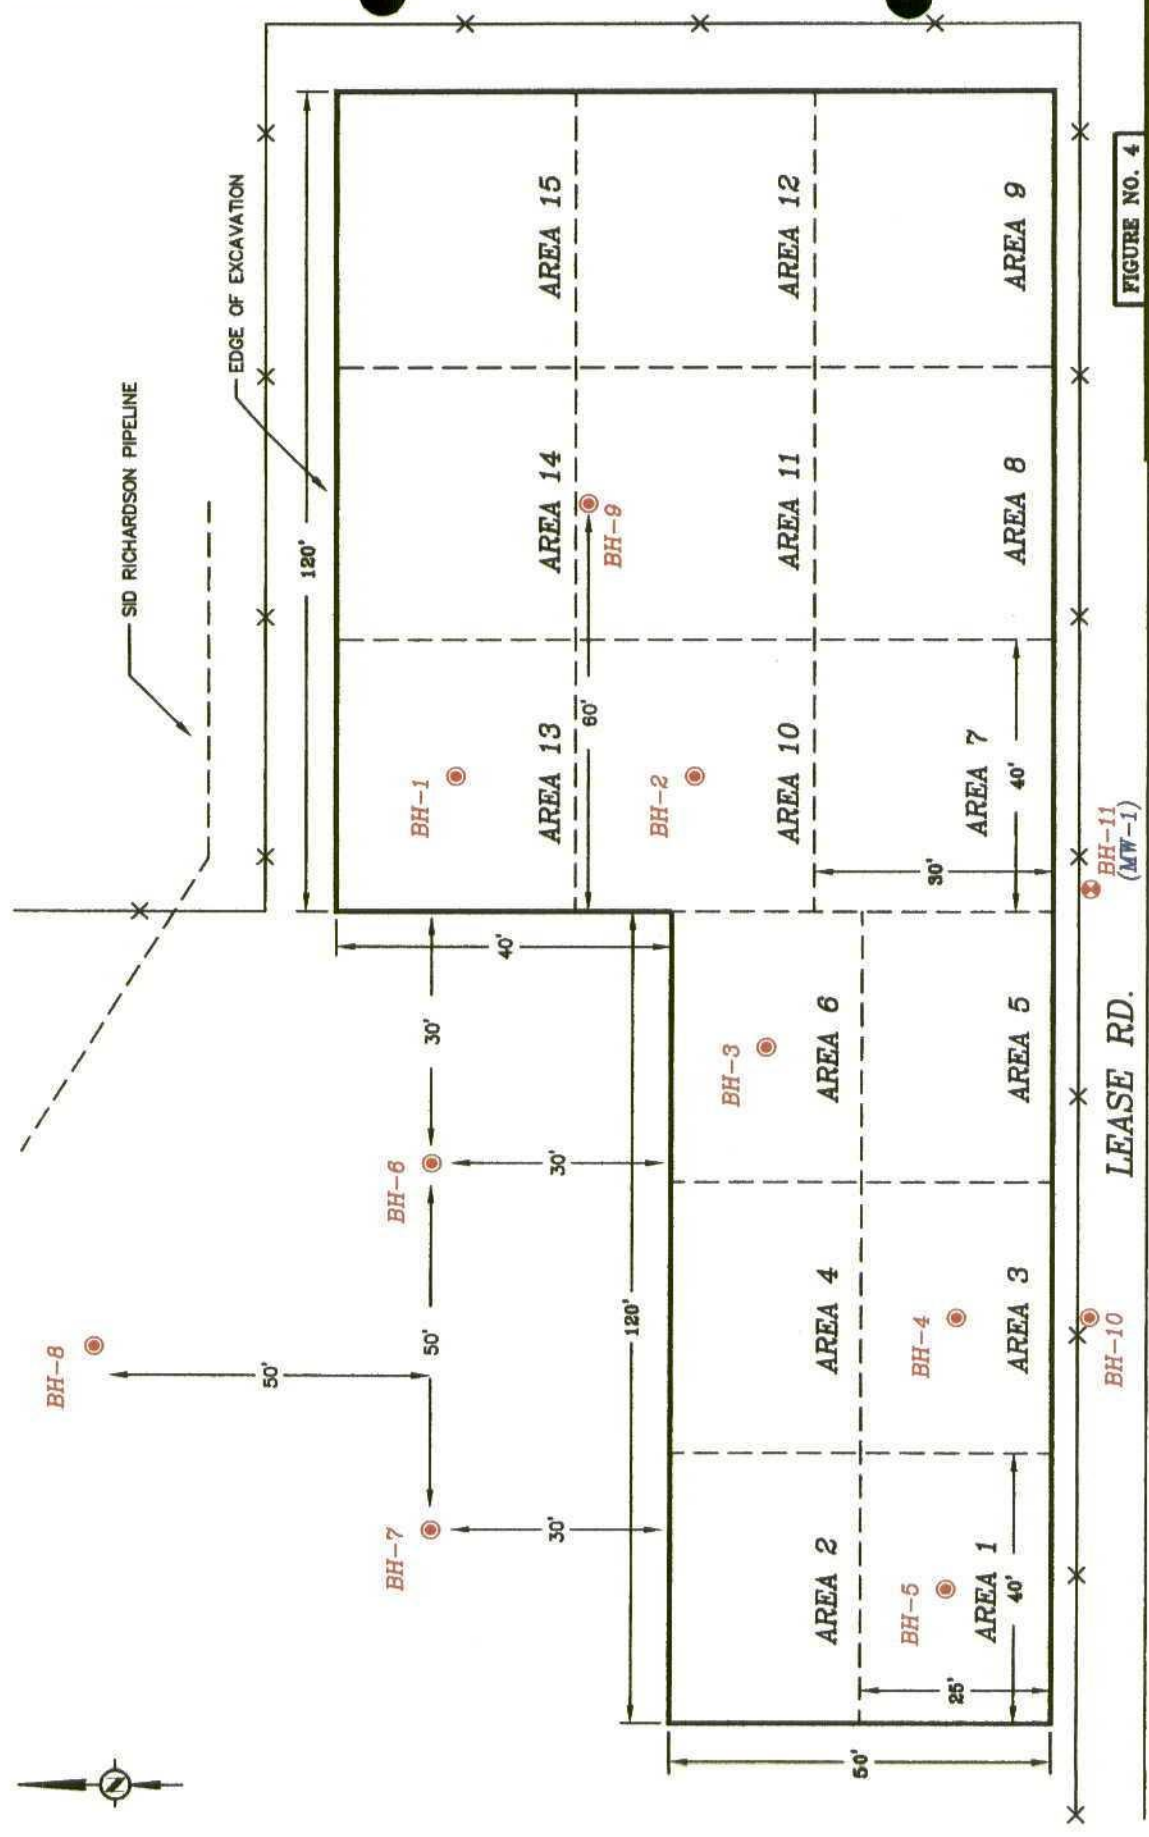 SID RICHARDSON PIPELINE
EDGE OF EXCAVATION
BH-8
50'
120'
BH-7
BH-6
BH-1
50'
30'
40'
AREA 13
AREA 14
AREA 15
30'
30'
60'
BH-9
120'
BH-2
BH-3
AREA 2
AREA 4
AREA 6
AREA 10
AREA 11
AREA 12
50'
BH-5
BH-4
25'
30'
AREA 1
AREA 7
40'
AREA 3
AREA 5
40'
AREA 8
AREA 9
BH-10
LEASE RD.
BH-11
(MW-1)
FIGURE NO. 4
N